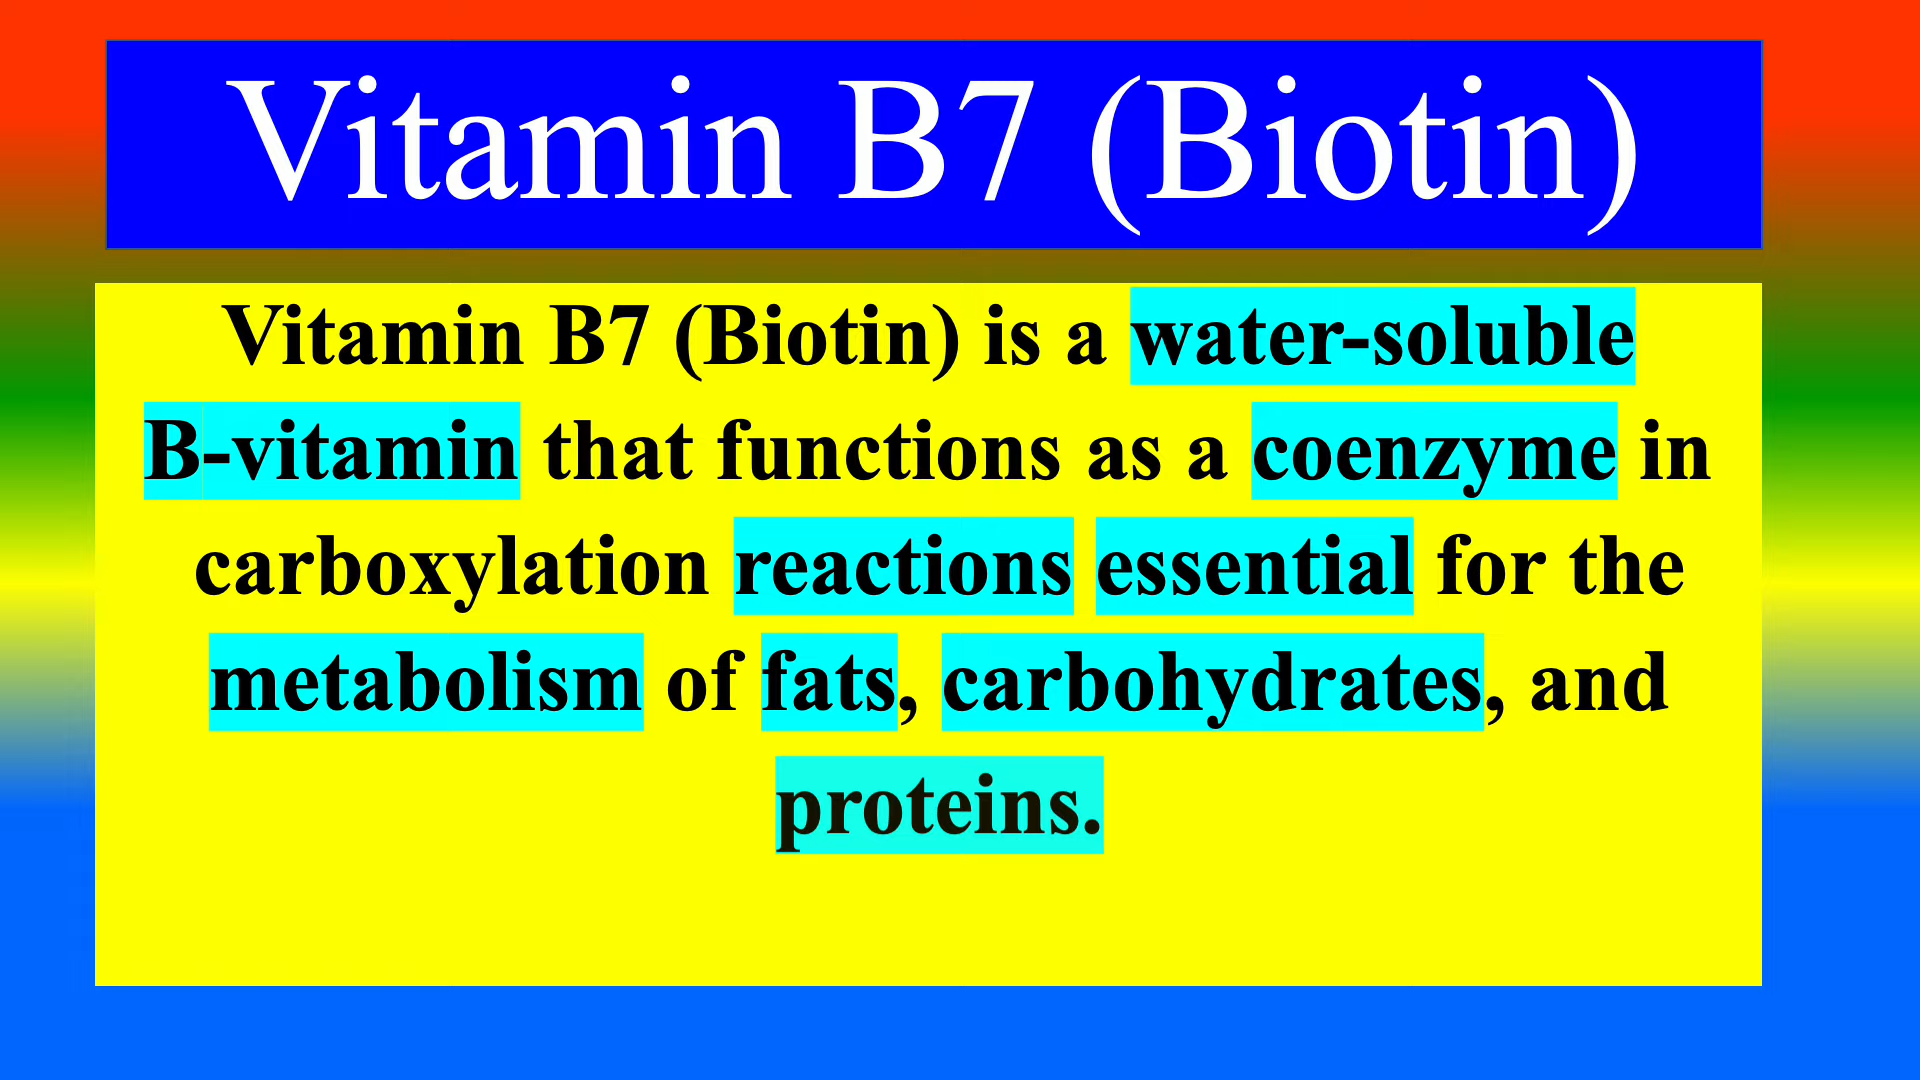 Vitamin B7 (Biotin)
Vitamin B7 (Biotin) is a water-soluble
B-vitamin that functions as a coenzyme in
carboxylation reactions essential for the
metabolism of fats, carbohydrates, and
proteins.